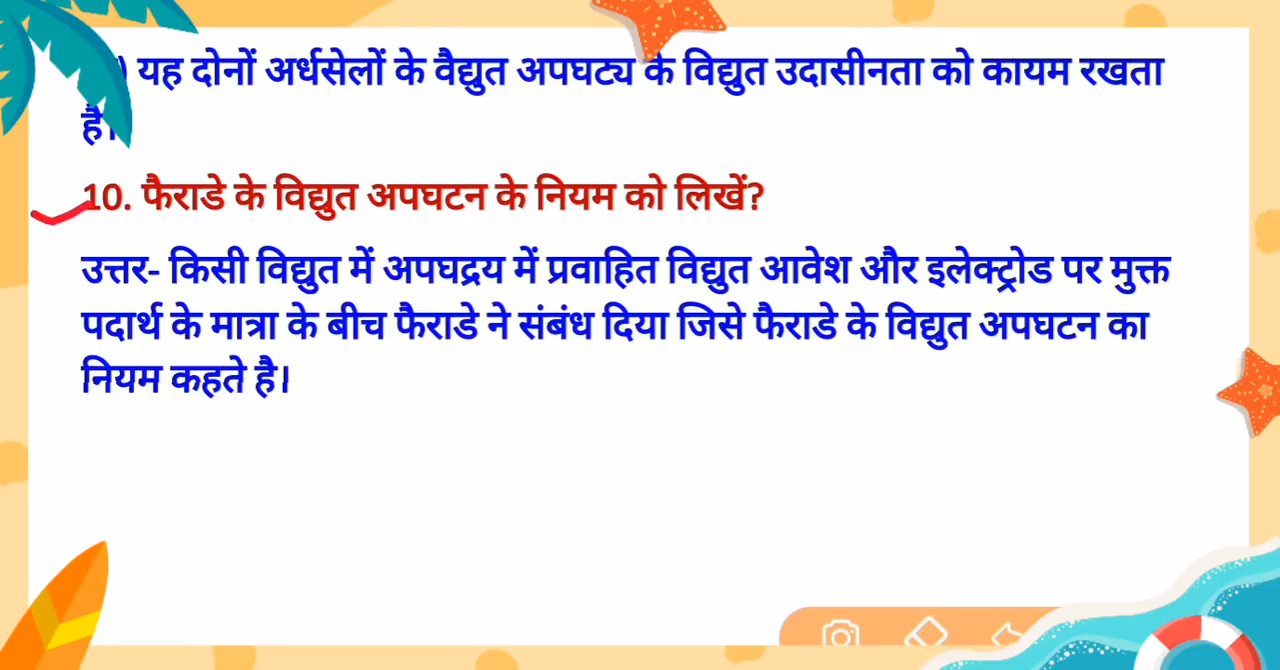 ) यह दोनों अर्धसेलों के वैद्युत अपघट्य के विद्युत उदासीनता को कायम रखता
है।
10. फैराडे के विद्युत अपघटन के नियम को लिखें?
उत्तर- किसी विद्युत में अपघद्रय में प्रवाहित विद्युत आवेश और इलेक्ट्रोड पर मुक्त
पदार्थ के मात्रा के बीच फैराडे ने संबंध दिया जिसे फैराडे के विद्युत अपघटन का
नियम कहते है।